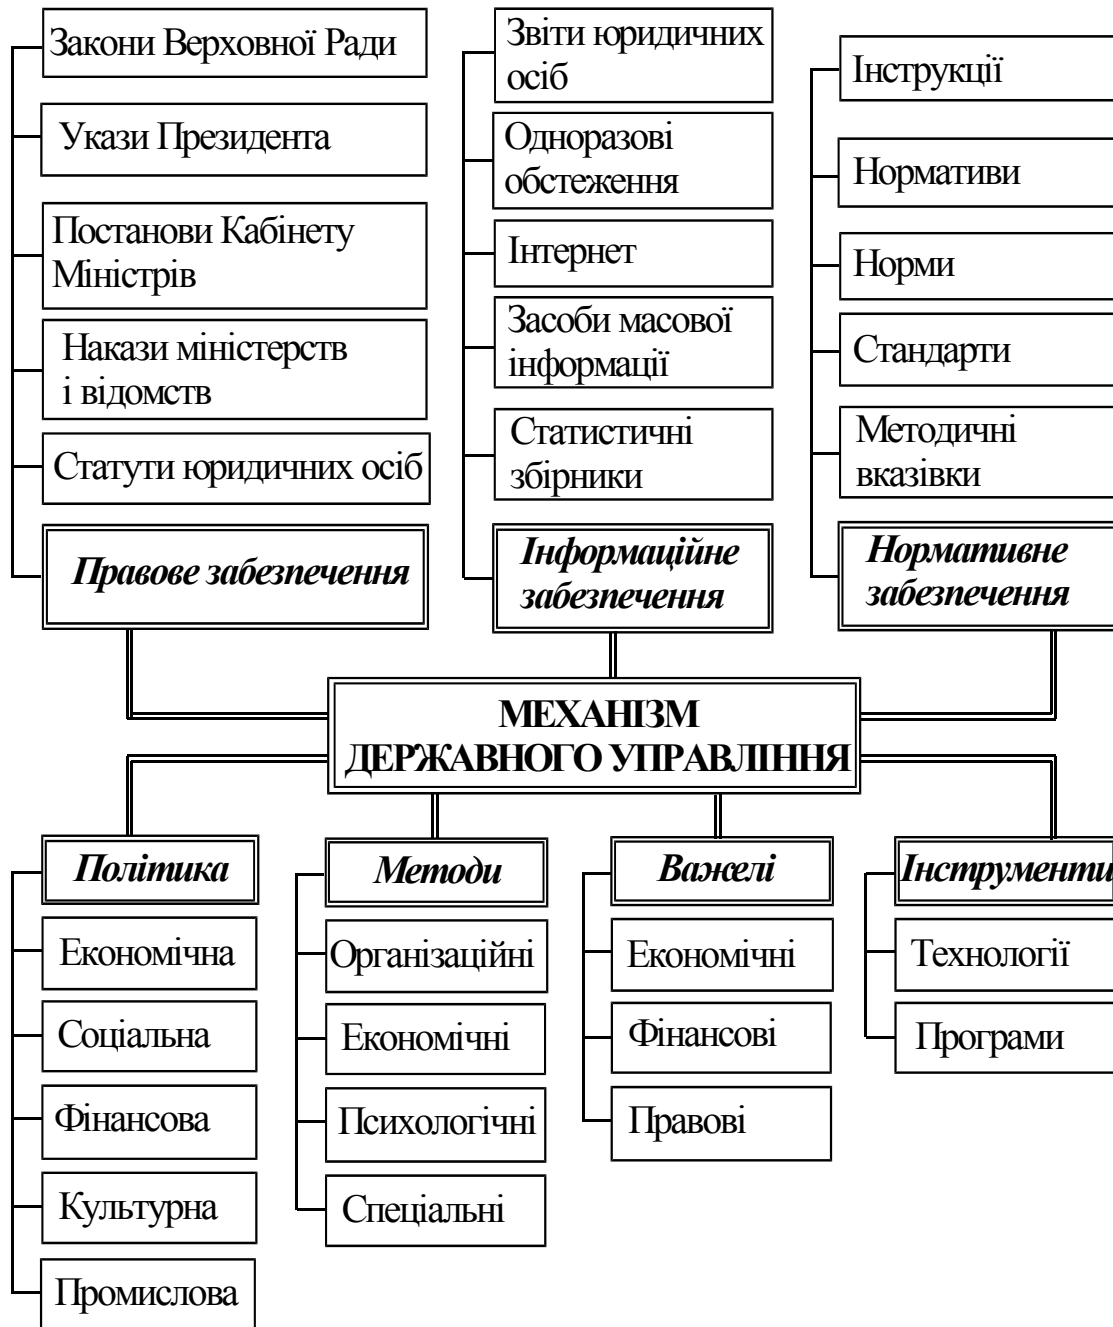 Закони Верховної Ради
Укази Президента
Постанови Кабінету
Міністрів
Накази міністерств
і відомств
Статути юридичних осіб
Правове забезпечення
Звіти юридичних
осіб
Одноразові
обстеження
Інтернет
Засоби масової
інформації
Статистичні
збірники
Інформаційне
забезпечення
Інструкції
Нормативи
Норми
Стандарти
Методичні
вказівки
Нормативне
забезпечення
МЕХАНІЗМ
ДЕРЖАВНОГО УПРАВЛІННЯ
Політика
Економічна
Соціальна
Фінансова
Культурна
Промислова
Методи
Організаційні
Економічні
Психологічні
Спеціальні
Важелі
Економічні
Фінансові
Правові
Інструменти
Технології
Програми